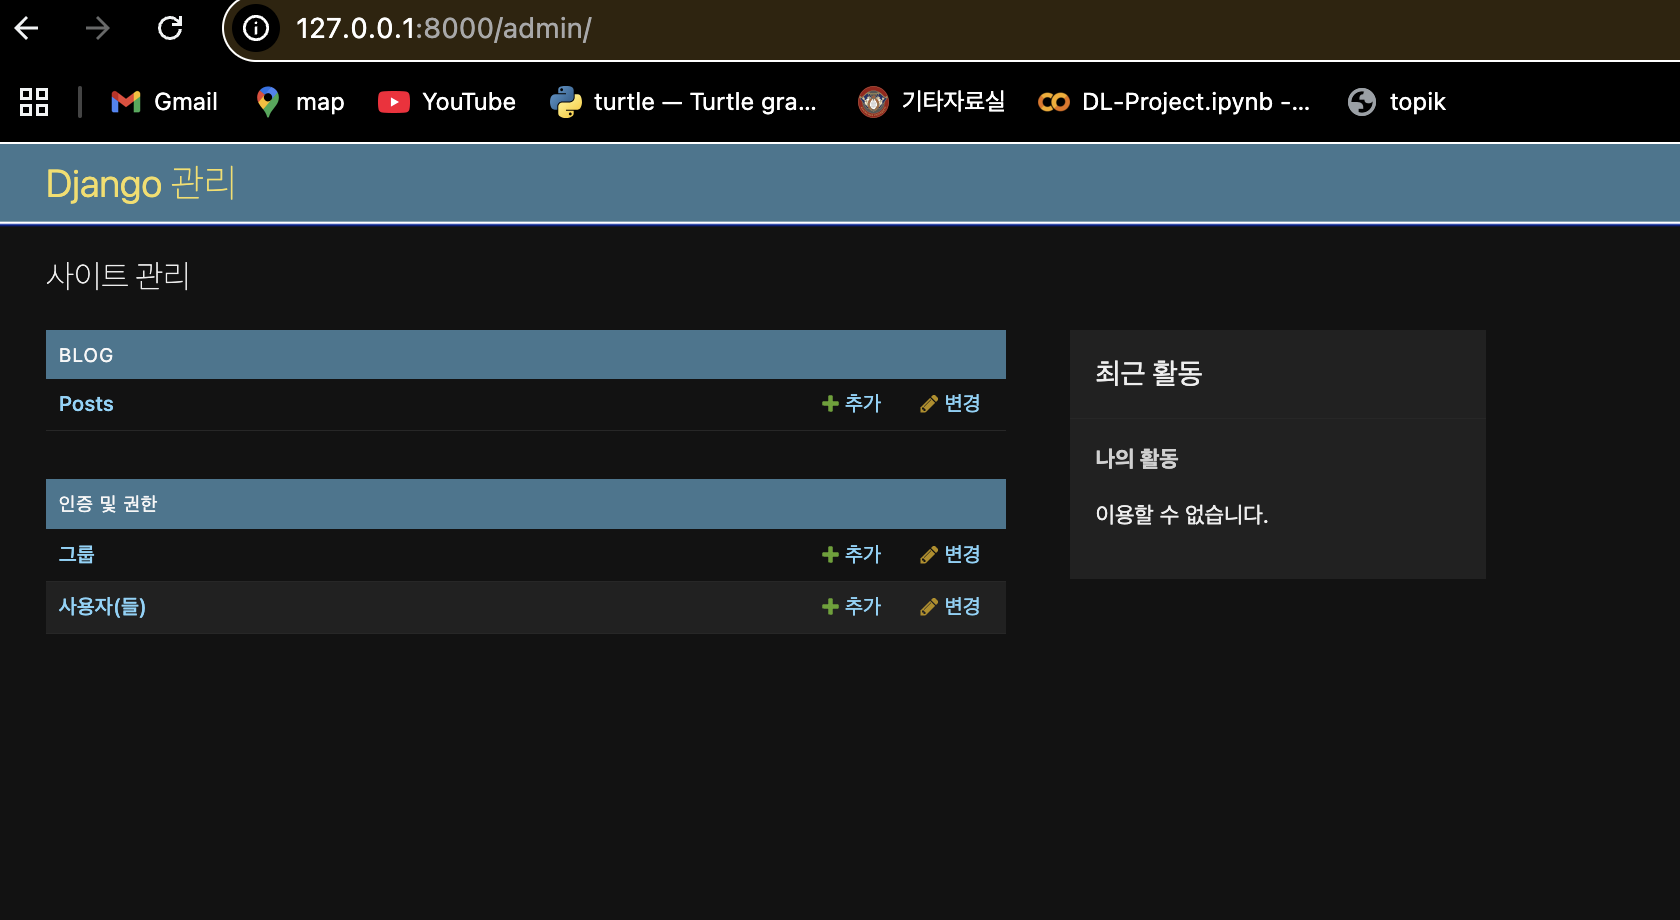 127.0.0.1:8000/admin/
Gmail map YouTube turtle — Turtle gra... 기타자료실 DL-Project.ipynb -... topik
Django 관리
사이트 관리
BLOG
Posts 추가 변경
인증 및 권한
그룹 추가 변경
사용자(들) 추가 변경
최근 활동
나의 활동
이용할 수 없습니다.